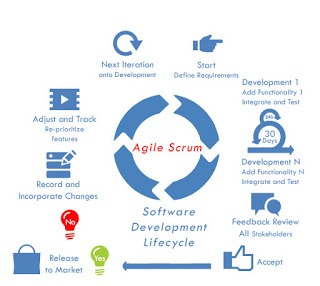 Next Iteration
onto Development
Start
Define Requirements
Development 1
Add Functionality 1
Integrate and Test
24h
30
Days
Development N
Add Functionality N
Integrate and Test
Feedback Review
All Stakeholders
Accept
Yes
Release
to Market
No
Record and
Incorporate Changes
Adjust and Track
Re-prioritize
features
Agile Scrum
Software
Development
Lifecycle